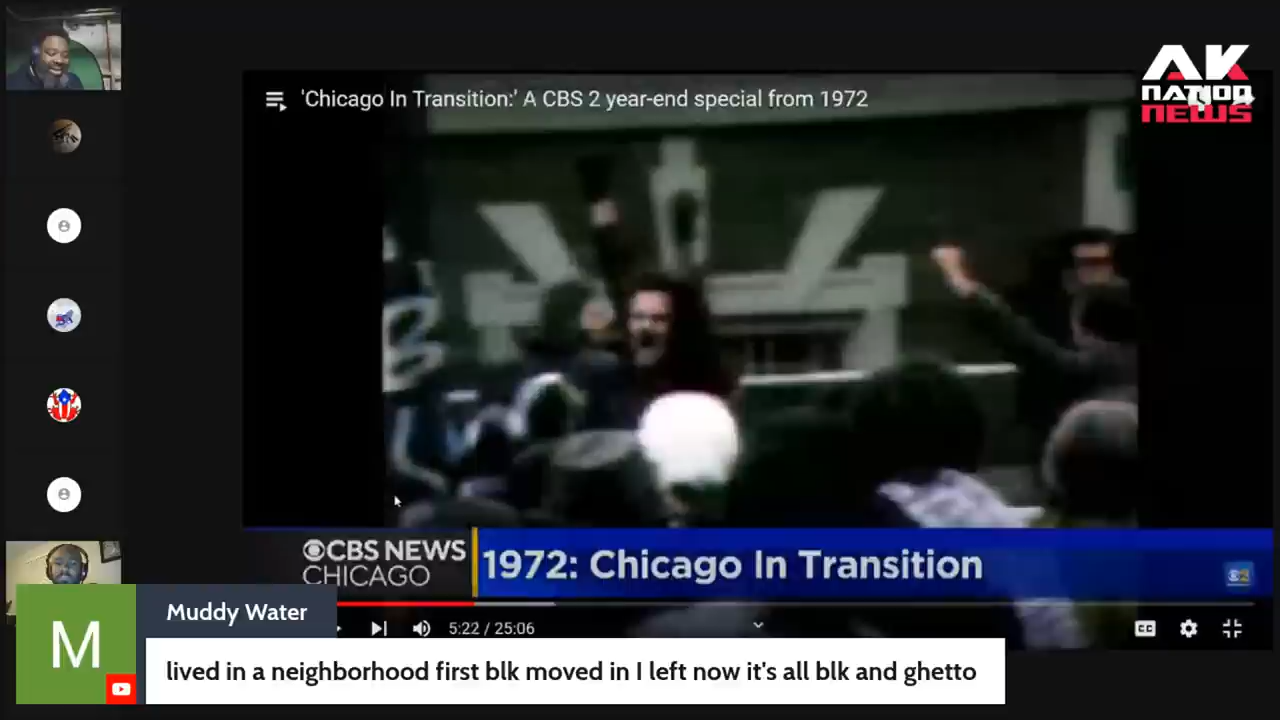 'Chicago In Transition:' A CBS 2 year-end special from 1972
AK
NATION
NEWS
CBS NEWS
CHICAGO
1972: Chicago In Transition
5:22 / 25:06
CC
M
Muddy Water
lived in a neighborhood first blk moved in I left now it's all blk and ghetto